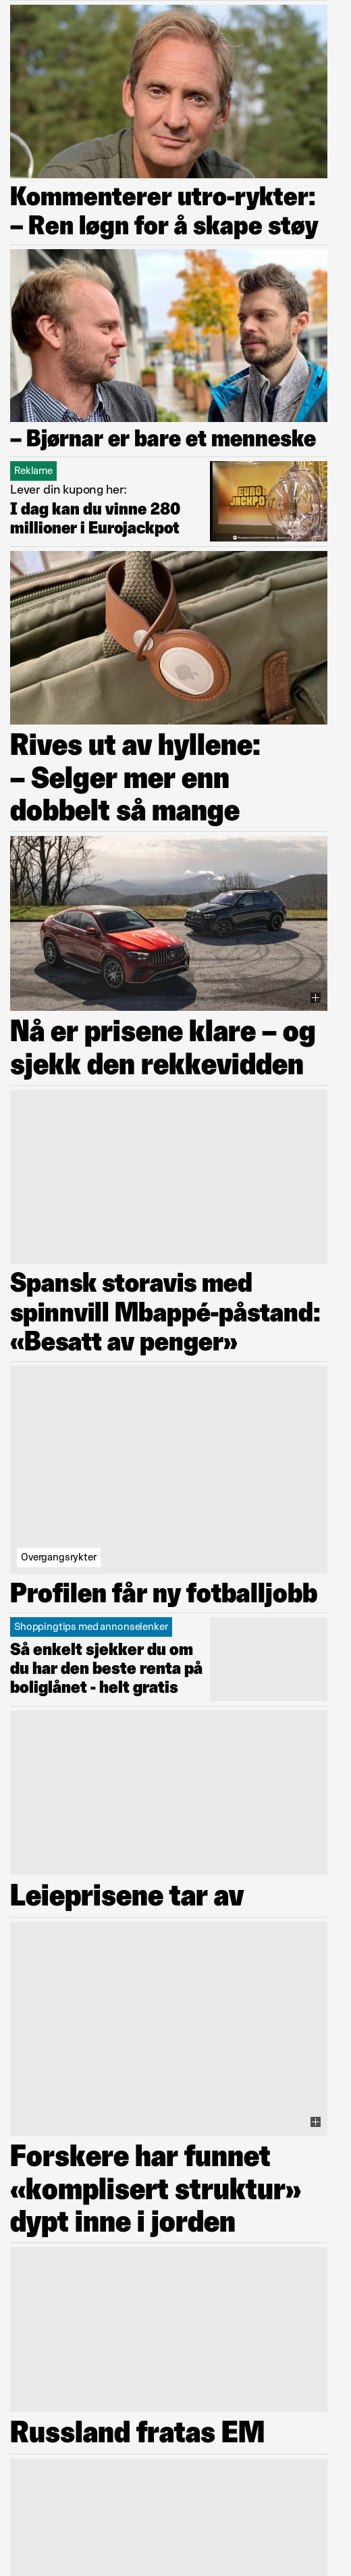 Kommenterer utro-rykter:
– Ren løgn for å skape støy
– Bjørnar er bare et menneske
Reklame
Lever din kupong her:
I dag kan du vinne 280
millioner i Eurojackpot
EURO
JACKPOT
Rives ut av hyllene:
– Selger mer enn
dobbelt så mange
Nå er prisene klare – og
sjekk den rekkevidden
Spansk storavis med
spinnvill Mbappé-påstand:
«Besatt av penger»
Overgangsrykter
Profilen får ny fotballjobb
Shoppingtips med annonselenker
Så enkelt sjekker du om
du har den beste renta på
boliglånet - helt gratis
Leieprisene tar av
Forskere har funnet
«komplisert struktur»
dypt inne i jorden
Russland fratas EM